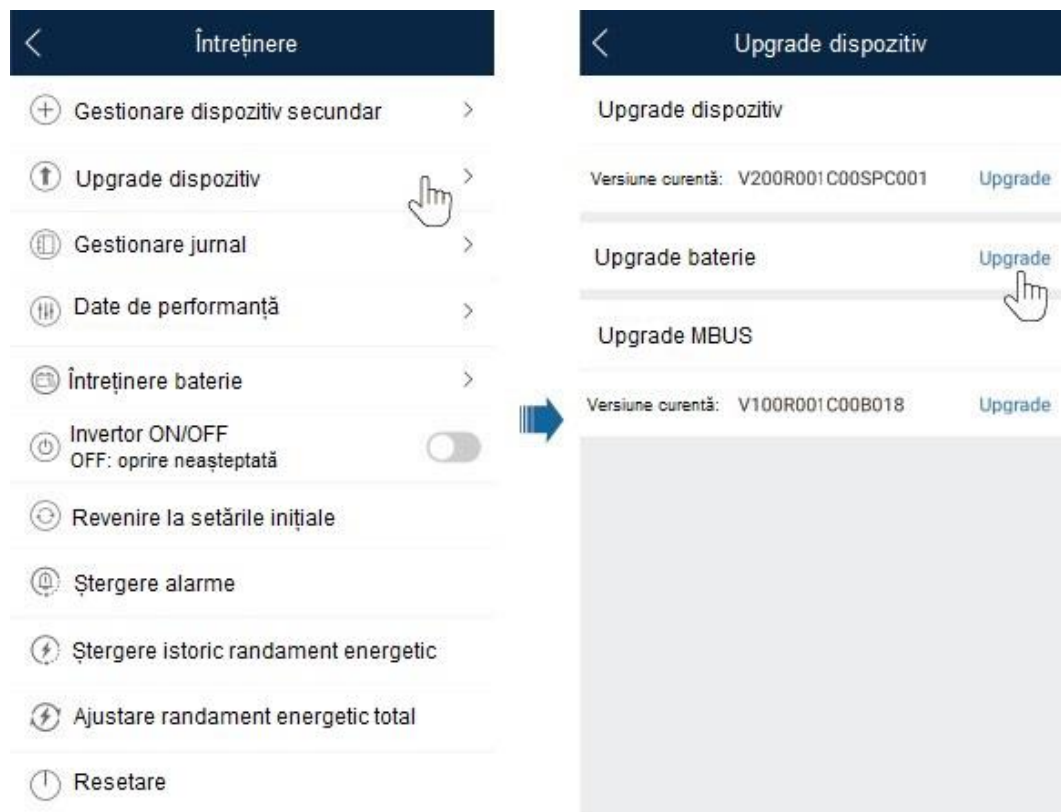 Întreținere
Gestionare dispozitiv secundar
Upgrade dispozitiv
Gestionare jurnal
Date de performanță
Întreținere baterie
Invertor ON/OFF
OFF: oprire neașteptată
Revenire la setările inițiale
Ștergere alarme
Ștergere istoric randament energetic
Ajustare randament energetic total
Resetare
Upgrade dispozitiv
Upgrade dispozitiv
Versiune curentă: V200R001C00SPC001 Upgrade
Upgrade baterie Upgrade
Upgrade MBUS
Versiune curentă: V100R001C00B018 Upgrade